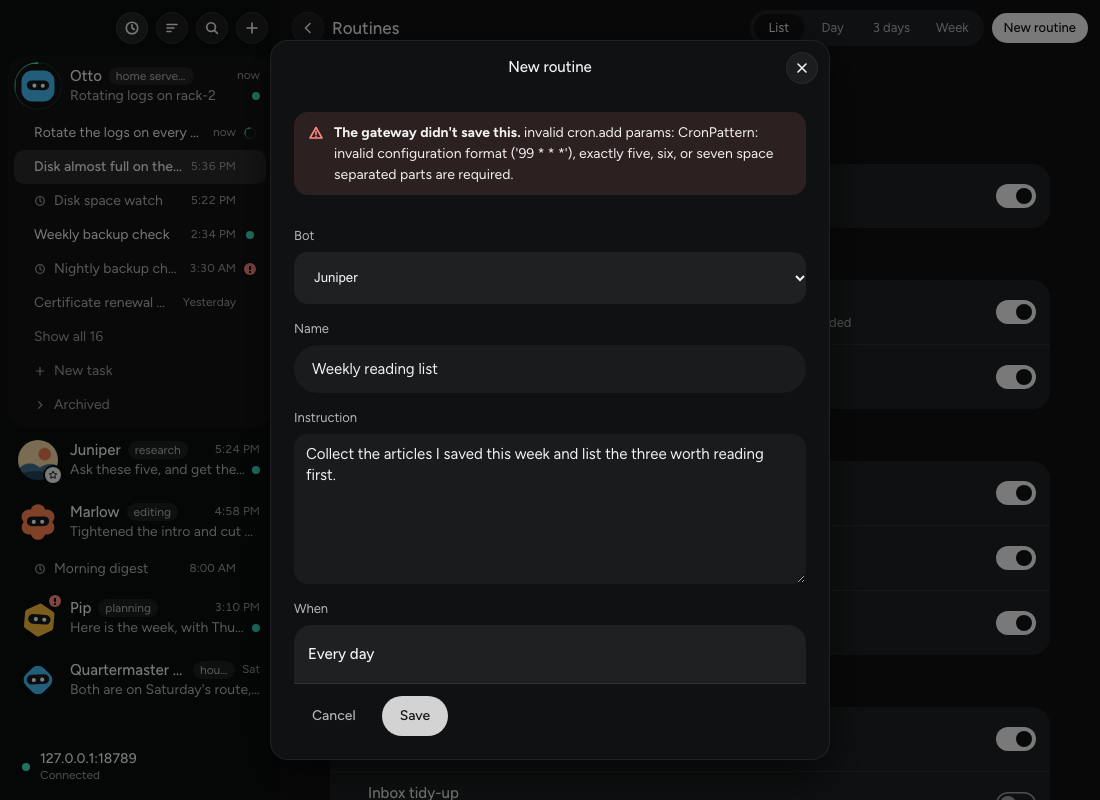 Routines
List
Day
3 days
Week
New routine
Otto
home serve...
now
Rotating logs on rack-2
Rotate the logs on every ...
now
Disk almost full on the...
5:36 PM
Disk space watch
5:22 PM
Weekly backup check
2:34 PM
Nightly backup ch...
3:30 AM
Certificate renewal ...
Yesterday
Show all 16
New task
Archived
Juniper
research
5:24 PM
Ask these five, and get the...
Marlow
editing
4:58 PM
Tightened the intro and cut ...
Morning digest
8:00 AM
Pip
planning
3:10 PM
Here is the week, with Thu...
Quartermaster ...
hou...
Sat
Both are on Saturday's route,...
127.0.0.1:18789
Connected
New routine
The gateway didn't save this. invalid cron.add params: CronPattern:
invalid configuration format ('99 * * *'), exactly five, six, or seven space
separated parts are required.
Bot
Juniper
Name
Weekly reading list
Instruction
Collect the articles I saved this week and list the three worth reading
first.
When
Every day
Cancel
Save
ded
Inbox tidy-up